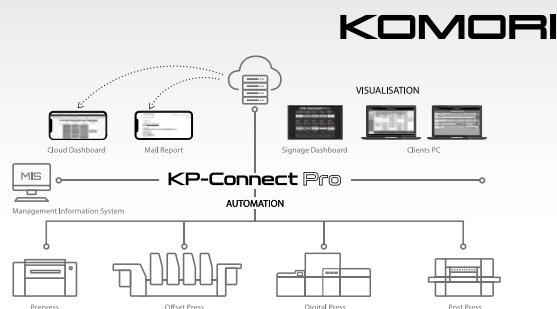 KOMORI
VISUALISATION
Cloud Dashboard
Mail Report
Signage Dashboard
Clients PC
MIS
KP-Connect Pro
Management Information System
AUTOMATION
Prepress
Offset Press
Digital Press
Post Press